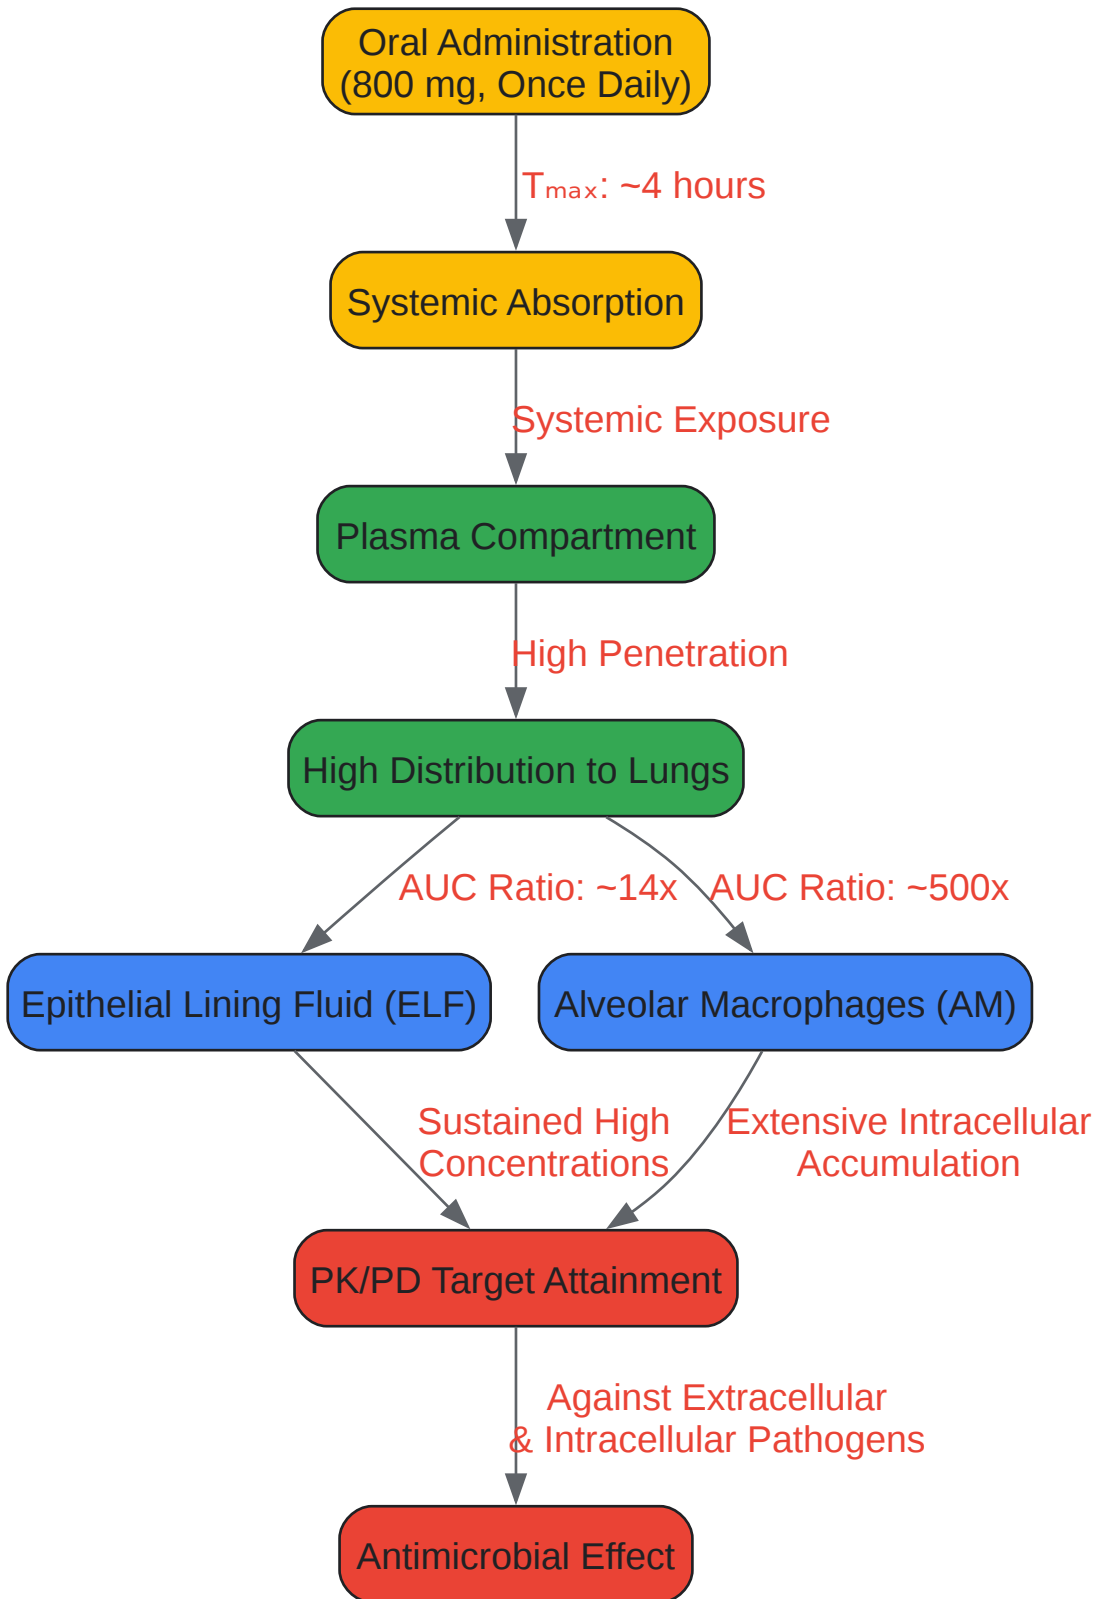 Oral Administration
(800 mg, Once Daily)
Tₘₐₓ: ~4 hours
Systemic Absorption
Systemic Exposure
Plasma Compartment
High Penetration
High Distribution to Lungs
AUC Ratio: ~14x
AUC Ratio: ~500x
Epithelial Lining Fluid (ELF)
Alveolar Macrophages (AM)
Sustained High
Concentrations
Extensive Intracellular
Accumulation
PK/PD Target Attainment
Against Extracellular
& Intracellular Pathogens
Antimicrobial Effect